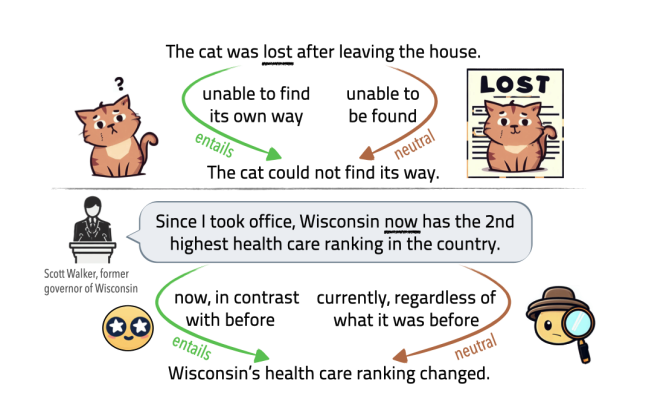 The cat was lost after leaving the house.
?
unable to find
its own way
unable to
be found
LOST
entails
neutral
The cat could not find its way.
Since I took office, Wisconsin now has the 2nd
highest health care ranking in the country.
Scott Walker, former
governor of Wisconsin
now, in contrast
with before
currently, regardless of
what it was before
entails
neutral
Wisconsin's health care ranking changed.